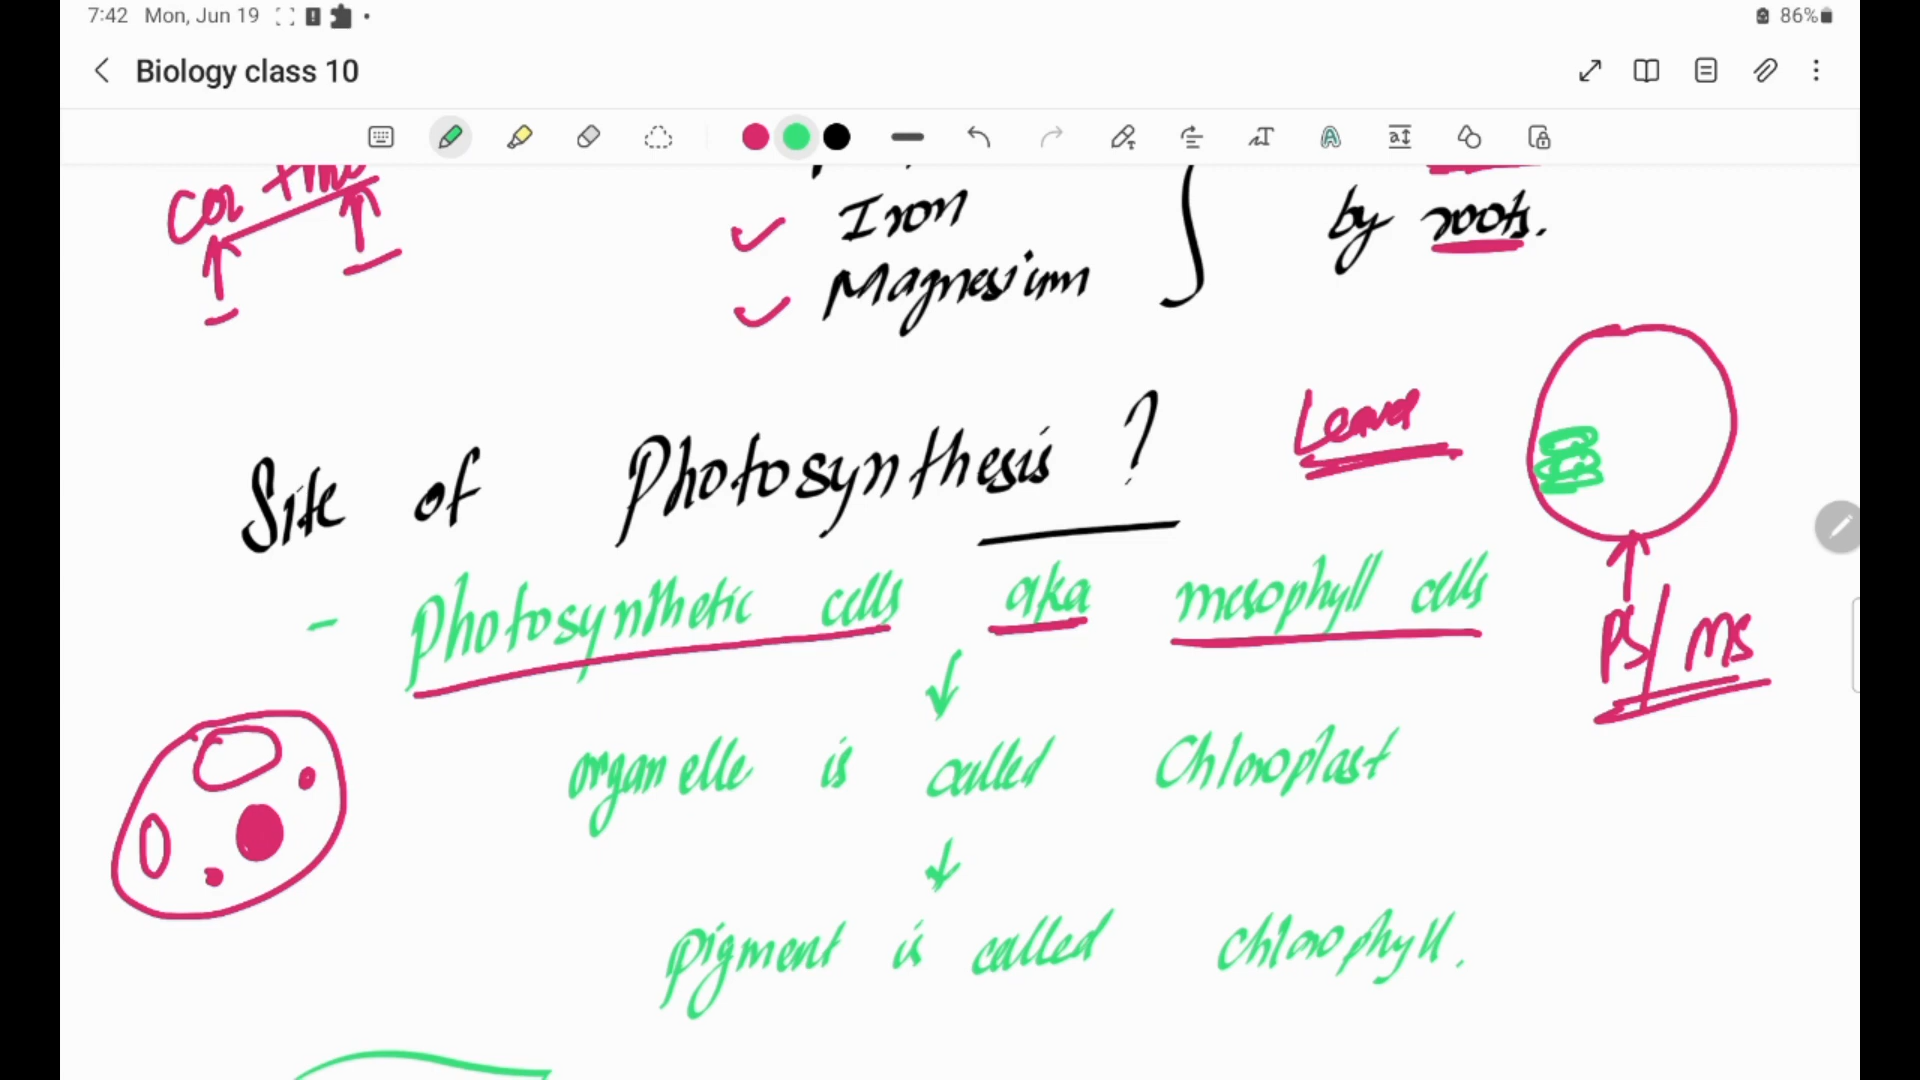 7:42 Mon, Jun 19
86%
Biology class 10
Iron
Magnesium
by roots.
Site of Photosynthesis ?
Leaves
- Photosynthetic cells aka mesophyll cells
PS/MS
organelle is called Chloroplast
pigment is called chlorophyll.